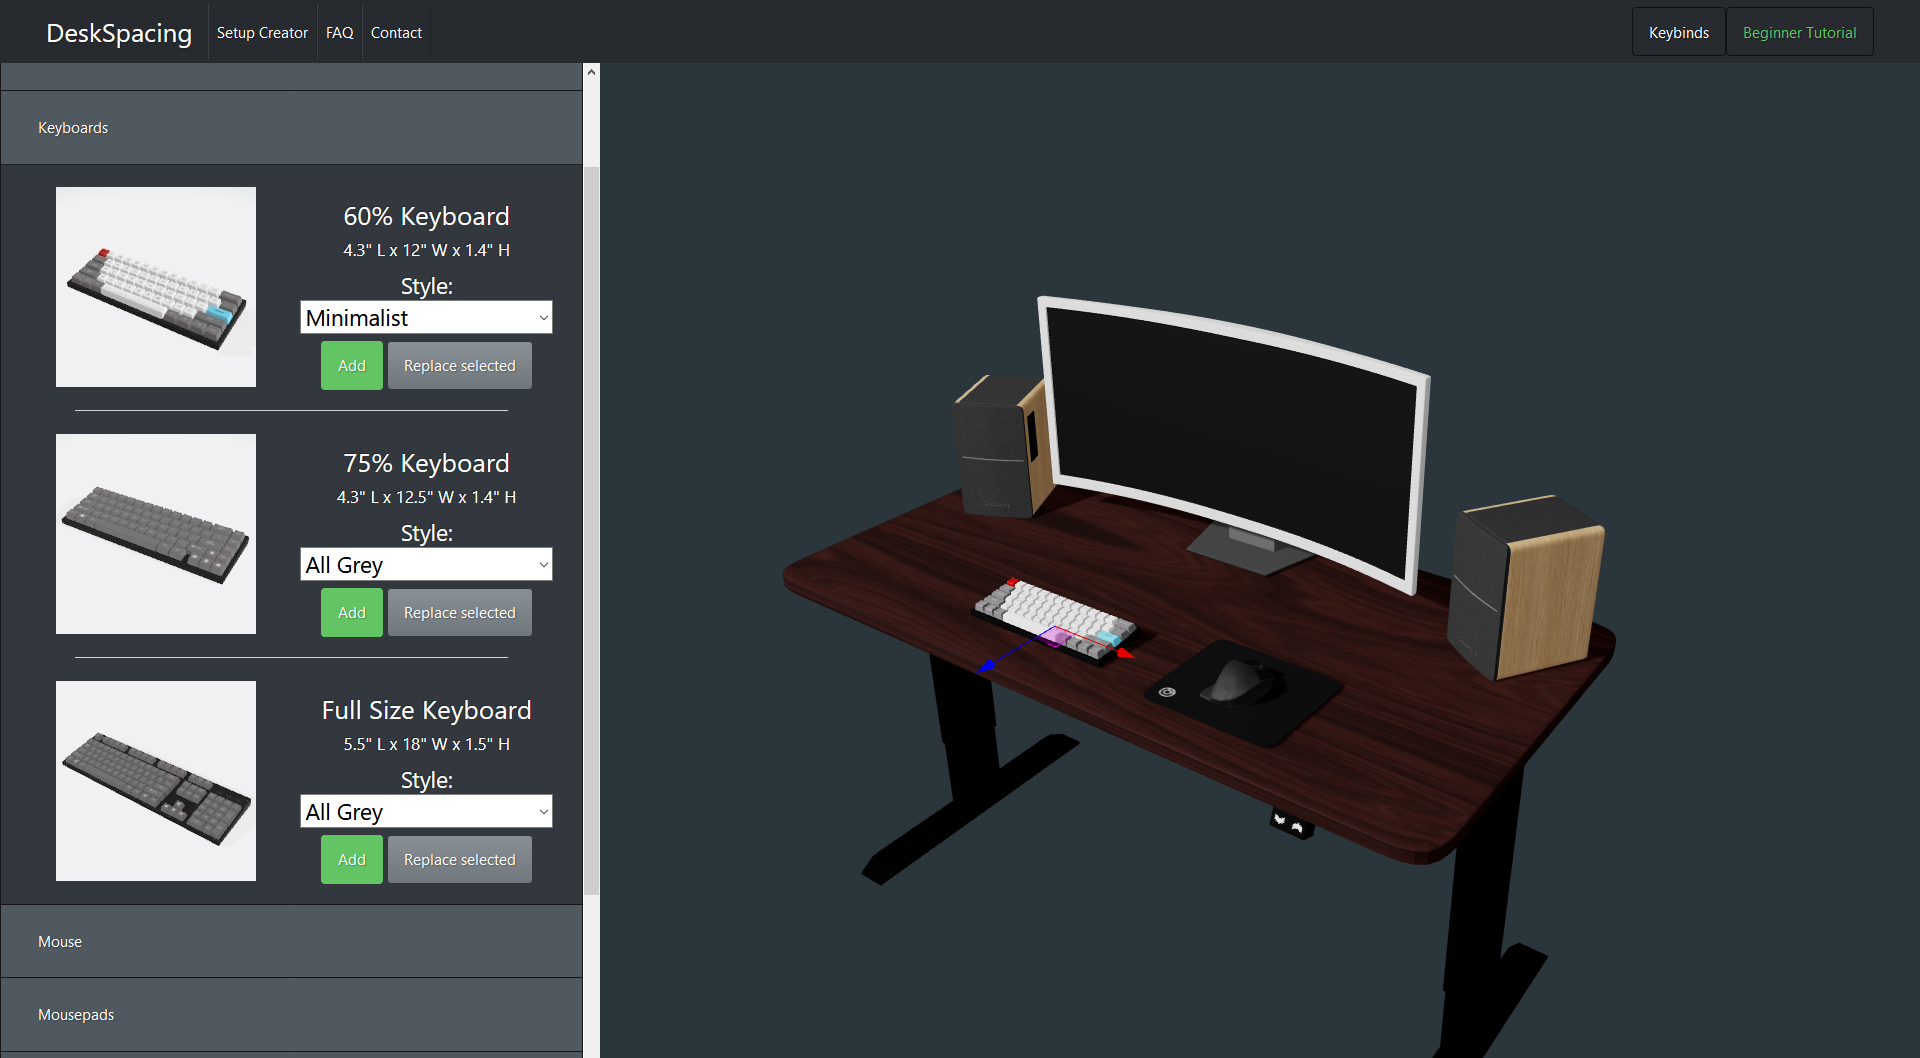 DeskSpacing
Setup Creator
FAQ
Contact
Keybinds
Beginner Tutorial
Keyboards
60% Keyboard
4.3" L x 12" W x 1.4" H
Style:
Minimalist
Add
Replace selected
75% Keyboard
4.3" L x 12.5" W x 1.4" H
Style:
All Grey
Add
Replace selected
Full Size Keyboard
5.5" L x 18" W x 1.5" H
Style:
All Grey
Add
Replace selected
Mouse
Mousepads